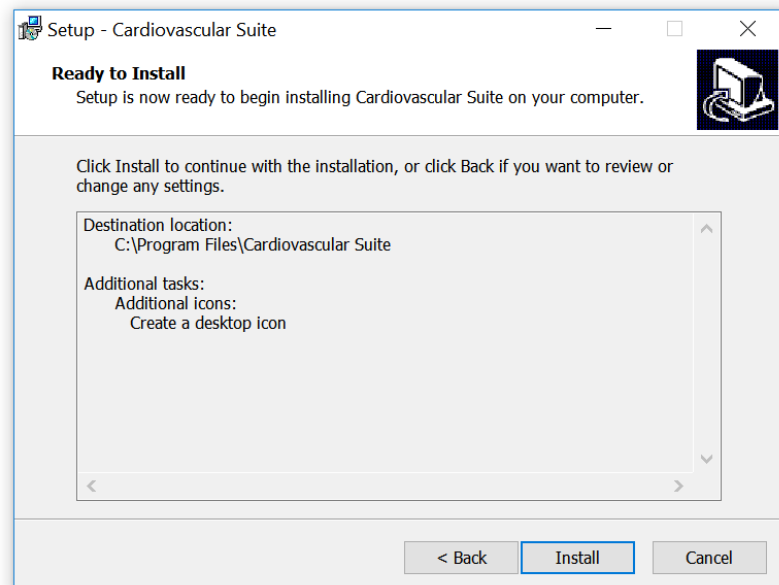 Setup - Cardiovascular Suite
Ready to Install
Setup is now ready to begin installing Cardiovascular Suite on your computer.
Click Install to continue with the installation, or click Back if you want to review or
change any settings.
Destination location:
C:\Program Files\Cardiovascular Suite
Additional tasks:
Additional icons:
Create a desktop icon
< Back
Install
Cancel